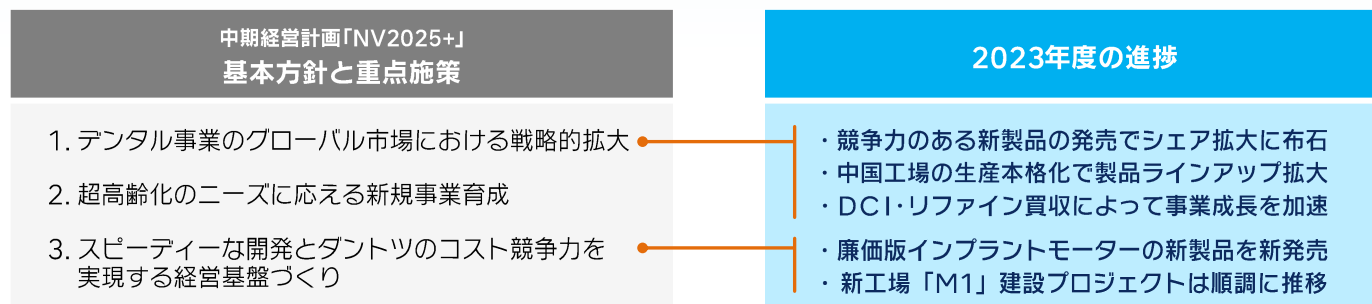 中期経営計画「NV2025+」
基本方針と重点施策
1. デンタル事業のグローバル市場における戦略的拡大
2. 超高齢化のニーズに応える新規事業育成
3. スピーディーな開発とダントツのコスト競争力を
実現する経営基盤づくり
2023年度の進捗
・競争力のある新製品の発売でシェア拡大に布石
・中国工場の生産本格化で製品ラインアップ拡大
・DCI・リファイン買収によって事業成長を加速
・廉価版インプラントモーターの新製品を新発売
・新工場「M1」建設プロジェクトは順調に推移